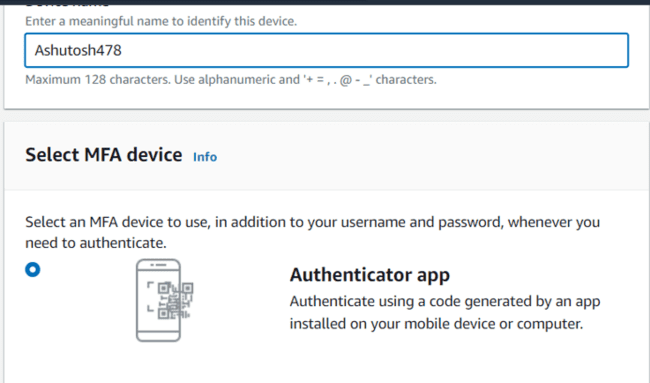 Device name
Enter a meaningful name to identify this device.
Ashutosh478
Maximum 128 characters. Use alphanumeric and '+ = , . @ - _' characters.
Select MFA device Info
Select an MFA device to use, in addition to your username and password, whenever you
need to authenticate.
Authenticator app
Authenticate using a code generated by an app
installed on your mobile device or computer.